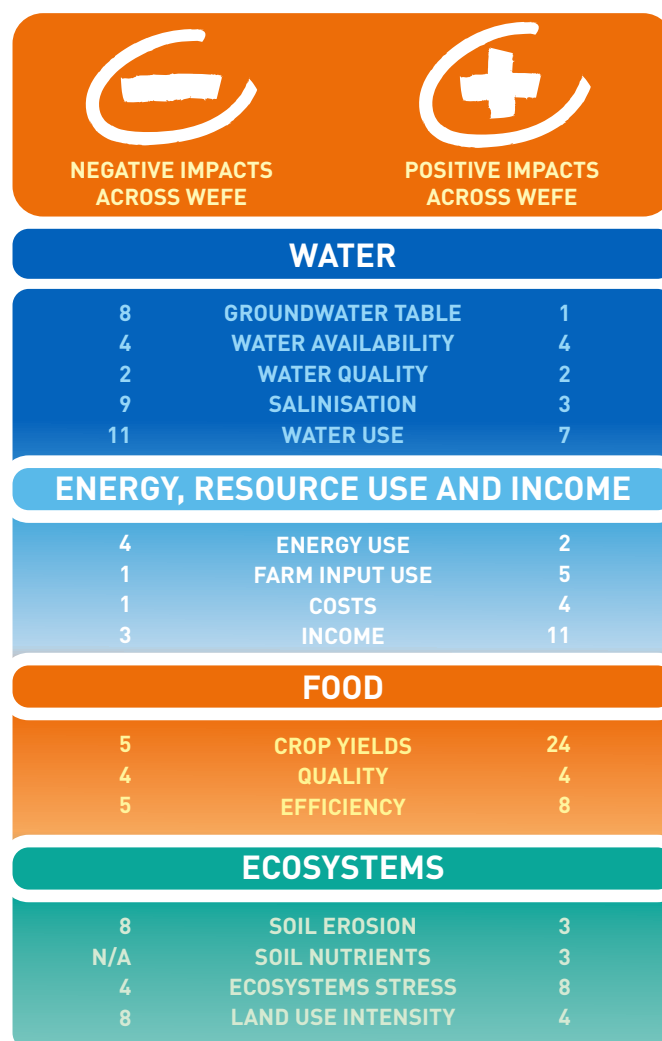 NEGATIVE IMPACTS ACROSS WEFE
POSITIVE IMPACTS ACROSS WEFE
WATER
8 GROUNDWATER TABLE 1
4 WATER AVAILABILITY 4
2 WATER QUALITY 2
9 SALINISATION 3
11 WATER USE 7
ENERGY, RESOURCE USE AND INCOME
4 ENERGY USE 2
1 FARM INPUT USE 5
1 COSTS 4
3 INCOME 11
FOOD
5 CROP YIELDS 24
4 QUALITY 4
5 EFFICIENCY 8
ECOSYSTEMS
8 SOIL EROSION 3
N/A SOIL NUTRIENTS 3
4 ECOSYSTEMS STRESS 8
8 LAND USE INTENSITY 4